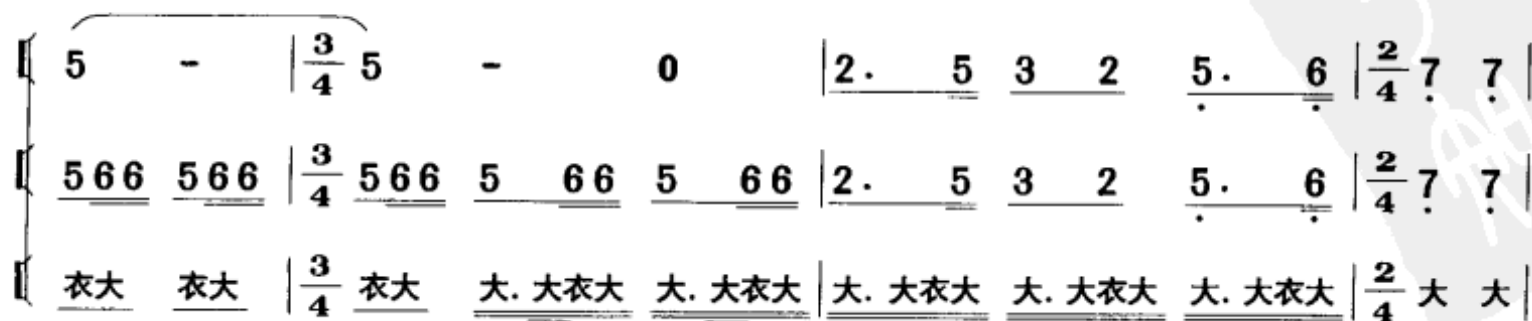 5 - | 3/4 5 - 0 | 2. 5 3 2 5. 6 | 2/4 7 7 |
566 566 | 3/4 566 5 66 5 66 | 2. 5 3 2 5. 6 | 2/4 7 7 |
衣大 衣大 | 3/4 衣大 大. 大衣大 大. 大衣大 | 大. 大衣大 大. 大衣大 大. 大衣大 | 2/4 大 大 |